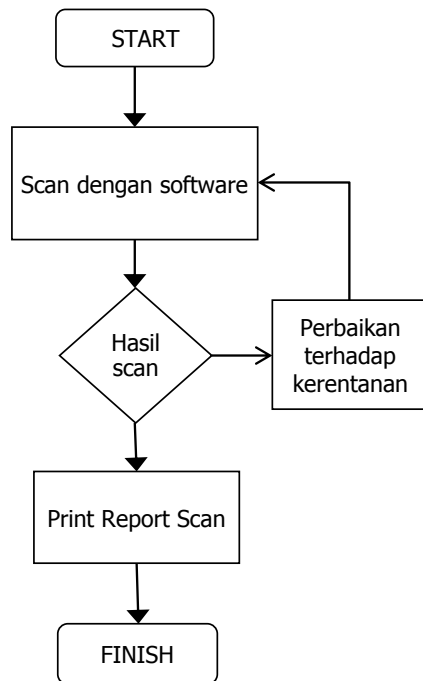 START
Scan dengan software
Hasil
scan
Perbaikan
terhadap
kerentanan
Print Report Scan
FINISH